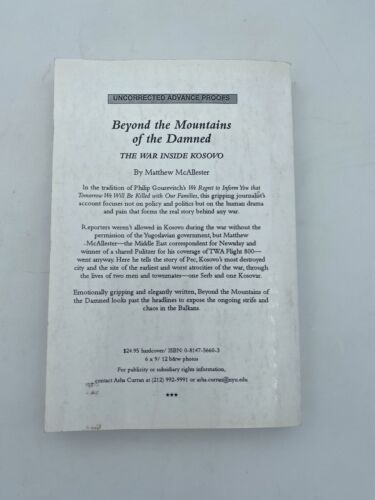 UNCORRECTED ADVANCE PROOFS
Beyond the Mountains
of the Damned
THE WAR INSIDE KOSOVO
By Matthew McAllester
In the tradition of Philip Gourevitch's We Regret to Inform You that
Tomorrow We Will Be Killed with Our Families, this gripping journalist's
account focuses not on policy and politics but on the human drama
and pain that forms the real story behind any war.
Reporters weren't allowed in Kosovo during the war without the
permission of the Yugoslavian government, but Matthew
McAllester—the Middle East correspondent for Newsday and
winner of a shared Pulitzer for his coverage of TWA Flight 800—
went anyway. Here he tells the story of Pec, Kosovo's most destroyed
city and the site of the earliest and worst atrocities of the war, through
the lives of two men and townsmates—one Serb and one Kosovar.
Emotionally gripping and elegantly written, Beyond the Mountains of
the Damned looks past the headlines to expose the ongoing strife and
chaos in the Balkans.
$24.95 hardcover/ ISBN: 0-8147-5660-3
6 x 9/ 12 b&w photos
For publicity or subsidiary rights information,
contact Asha Curran at (212) 992-9991 or asha.curran@nyu.edu
***